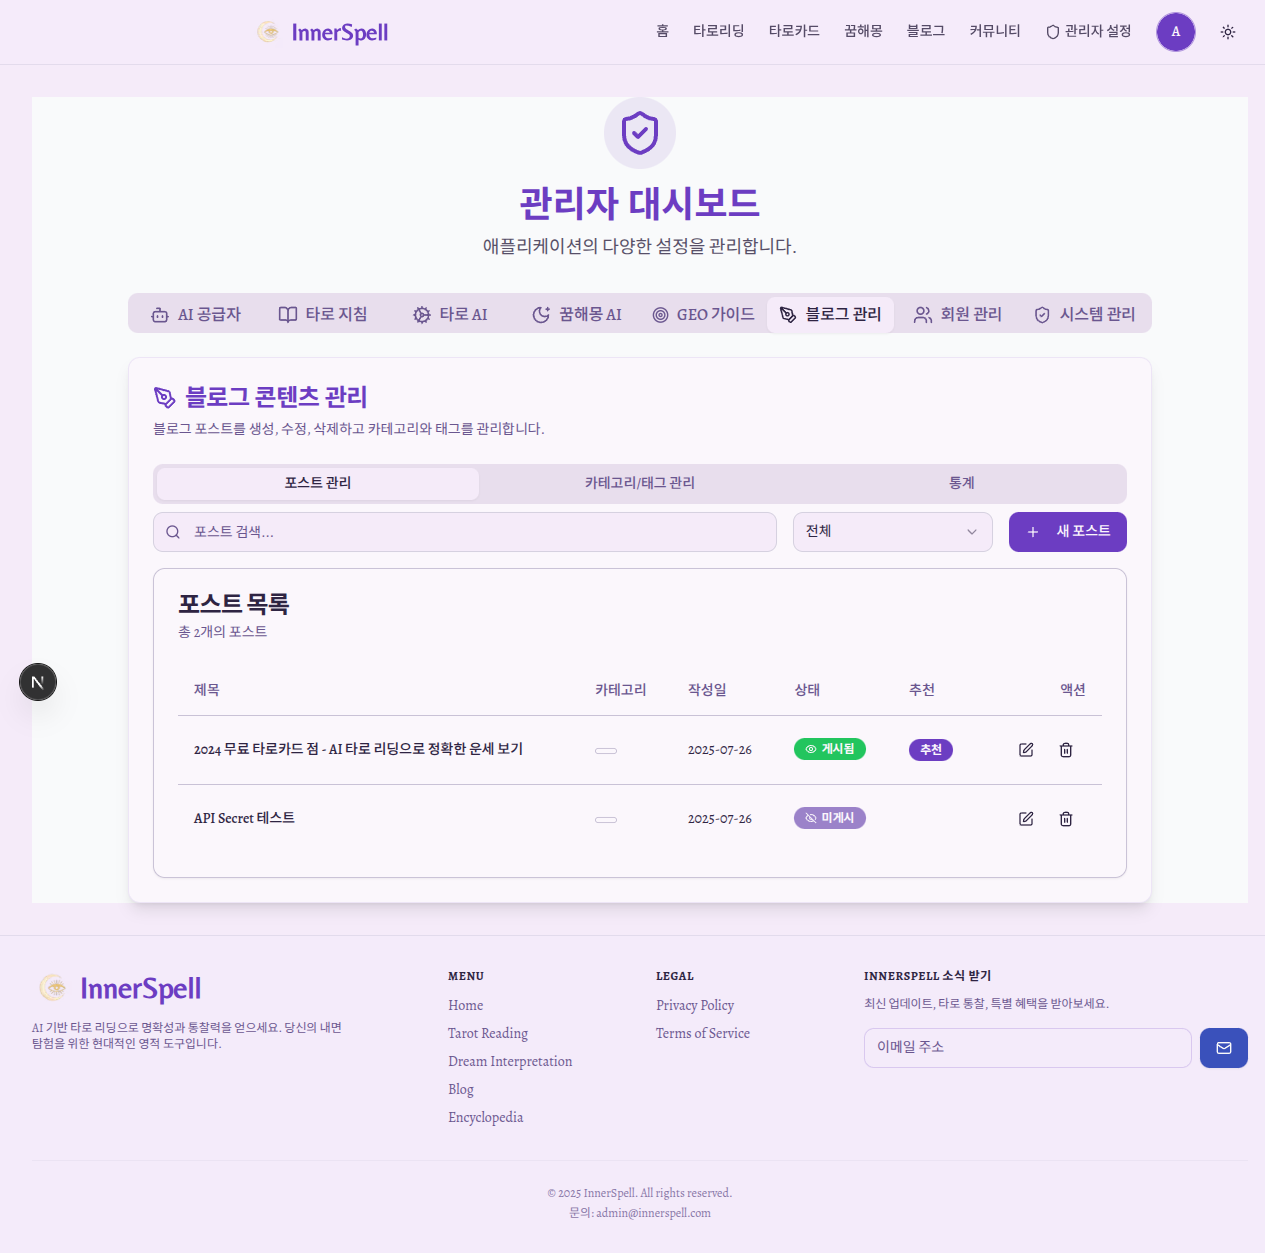 InnerSpell
홈 타로리딩 타로카드 꿈해몽 블로그 커뮤니티 관리자 설정 A
관리자 대시보드
애플리케이션의 다양한 설정을 관리합니다.
AI 공급자 타로 지침 타로 AI 꿈해몽 AI GEO 가이드 블로그 관리 회원 관리 시스템 관리
블로그 콘텐츠 관리
블로그 포스트를 생성, 수정, 삭제하고 카테고리와 태그를 관리합니다.
포스트 관리 카테고리/태그 관리 통계
포스트 검색... 전체 새 포스트
포스트 목록
총 2개의 포스트
제목 카테고리 작성일 상태 추천 액션
2024 무료 타로카드 점 - AI 타로 리딩으로 정확한 운세 보기 2025-07-26 게시됨 추천
API Secret 테스트 2025-07-26 미게시
N
InnerSpell
AI 기반 타로 리딩으로 명확성과 통찰력을 얻으세요. 당신의 내면
탐험을 위한 현대적인 영적 도구입니다.
MENU
Home
Tarot Reading
Dream Interpretation
Blog
Encyclopedia
LEGAL
Privacy Policy
Terms of Service
INNERSPELL 소식 받기
최신 업데이트, 타로 통찰, 특별 혜택을 받아보세요.
이메일 주소
© 2025 InnerSpell. All rights reserved.
문의: admin@innerspell.com